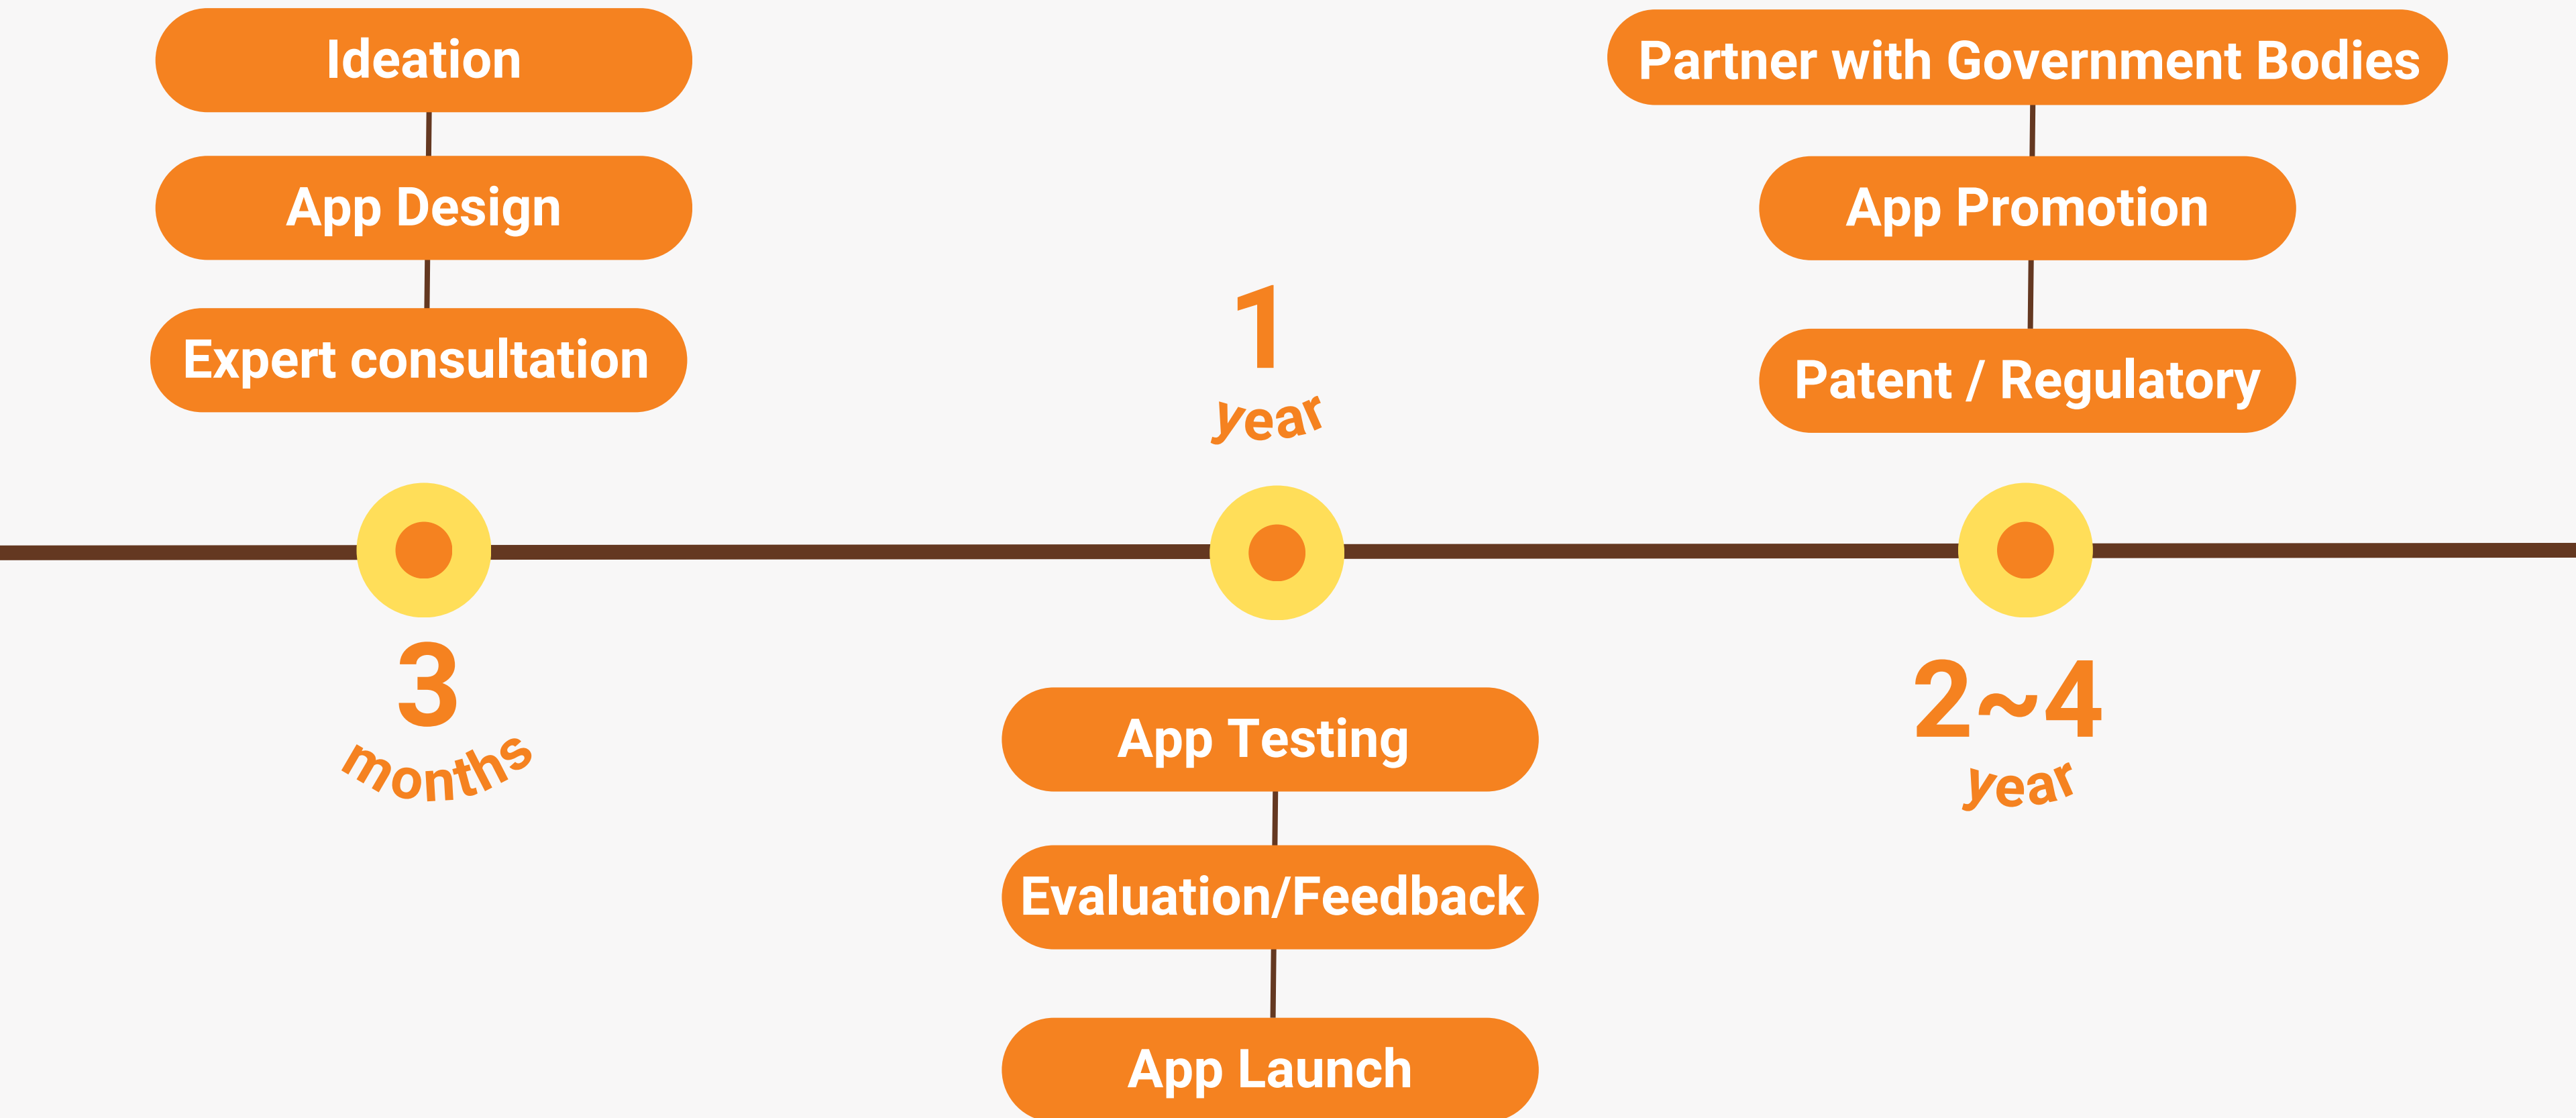 Ideation
App Design
Expert consultation
3
months
1
year
App Testing
Evaluation/Feedback
App Launch
Partner with Government Bodies
App Promotion
Patent / Regulatory
2~4
year